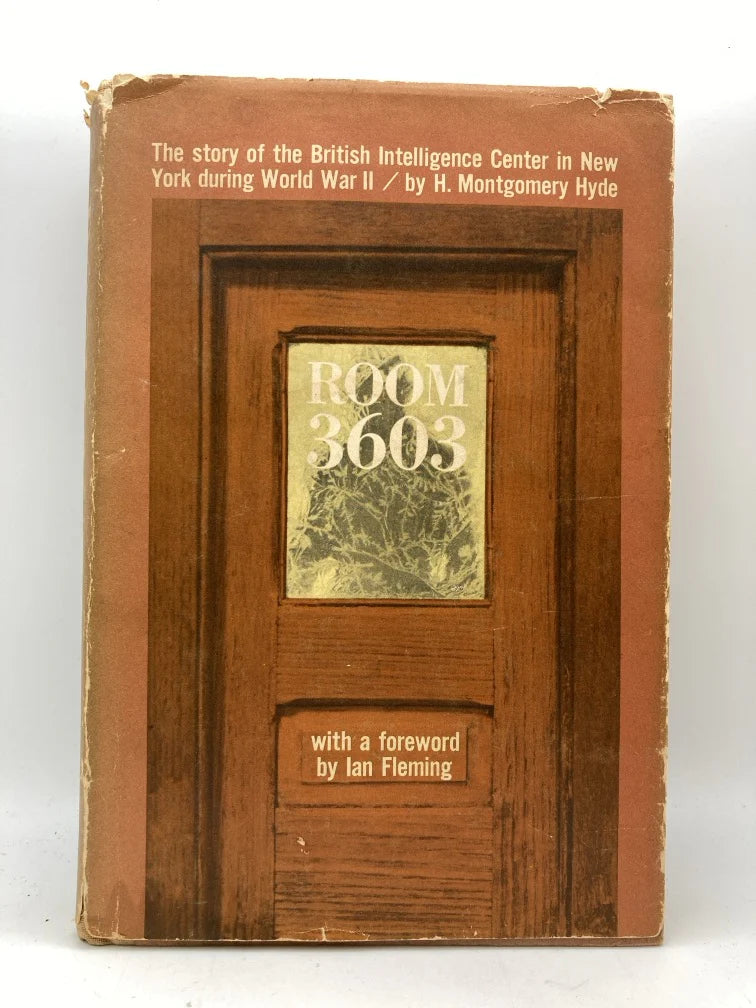 The story of the British Intelligence Center in New
York during World War II / by H. Montgomery Hyde
ROOM
3603
with a foreword
by Ian Fleming